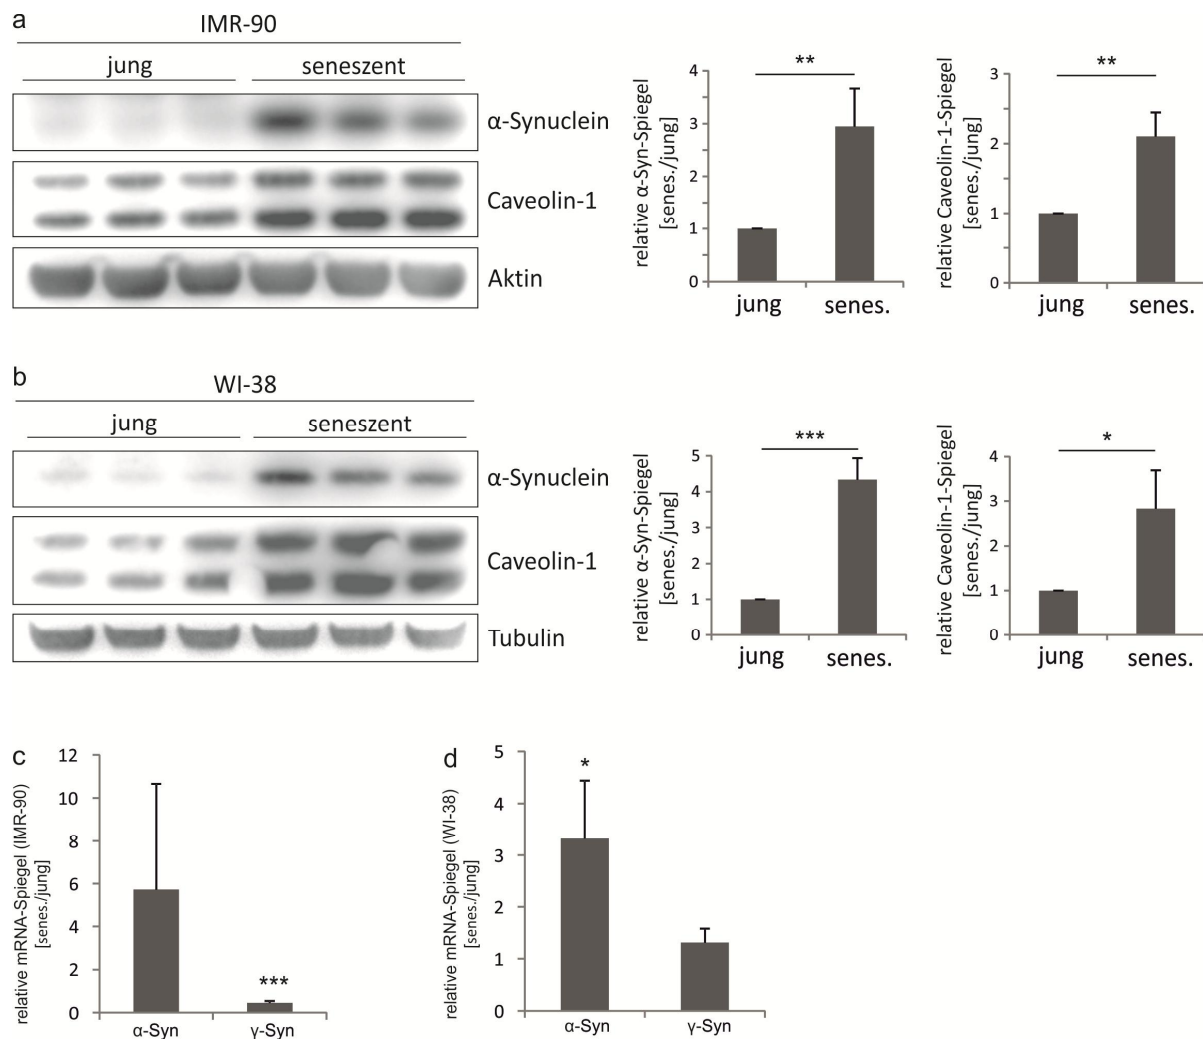 a
IMR-90
jung seneszent
α-Synuclein
Caveolin-1
Aktin
relative α-Syn-Spiegel
[senes./jung]
**
4
3
2
1
0
jung senes.
relative Caveolin-1-Spiegel
[senes./jung]
**
3
2
1
0
jung senes.
b
WI-38
jung seneszent
α-Synuclein
Caveolin-1
Tubulin
relative α-Syn-Spiegel
[senes./jung]
***
5
4
3
2
1
0
jung senes.
relative Caveolin-1-Spiegel
[senes./jung]
*
4
3
2
1
0
jung senes.
c
relative mRNA-Spiegel (IMR-90)
[senes./jung]
12
10
8
6
4
2
0
***
α-Syn γ-Syn
d
relative mRNA-Spiegel (WI-38)
[senes./jung]
5
4
3
2
1
0
*
α-Syn γ-Syn